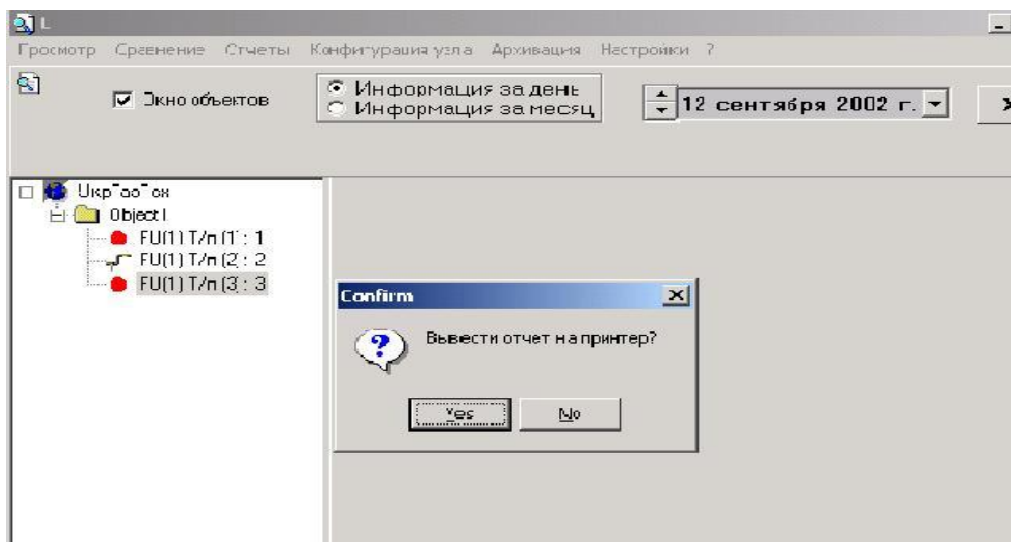 L
Просмотр Сравнение Отчеты Конфигурация узла Архивация Настройки ?
Окно объектов
Информация за день
Информация за месяц
12 сентября 2002 г.
Object1
FU(1) Т/п (1) : 1
FU(1) Т/п (2) : 2
FU(1) Т/п (3) : 3
Confirm
Вывести отчет на принтер?
Yes No